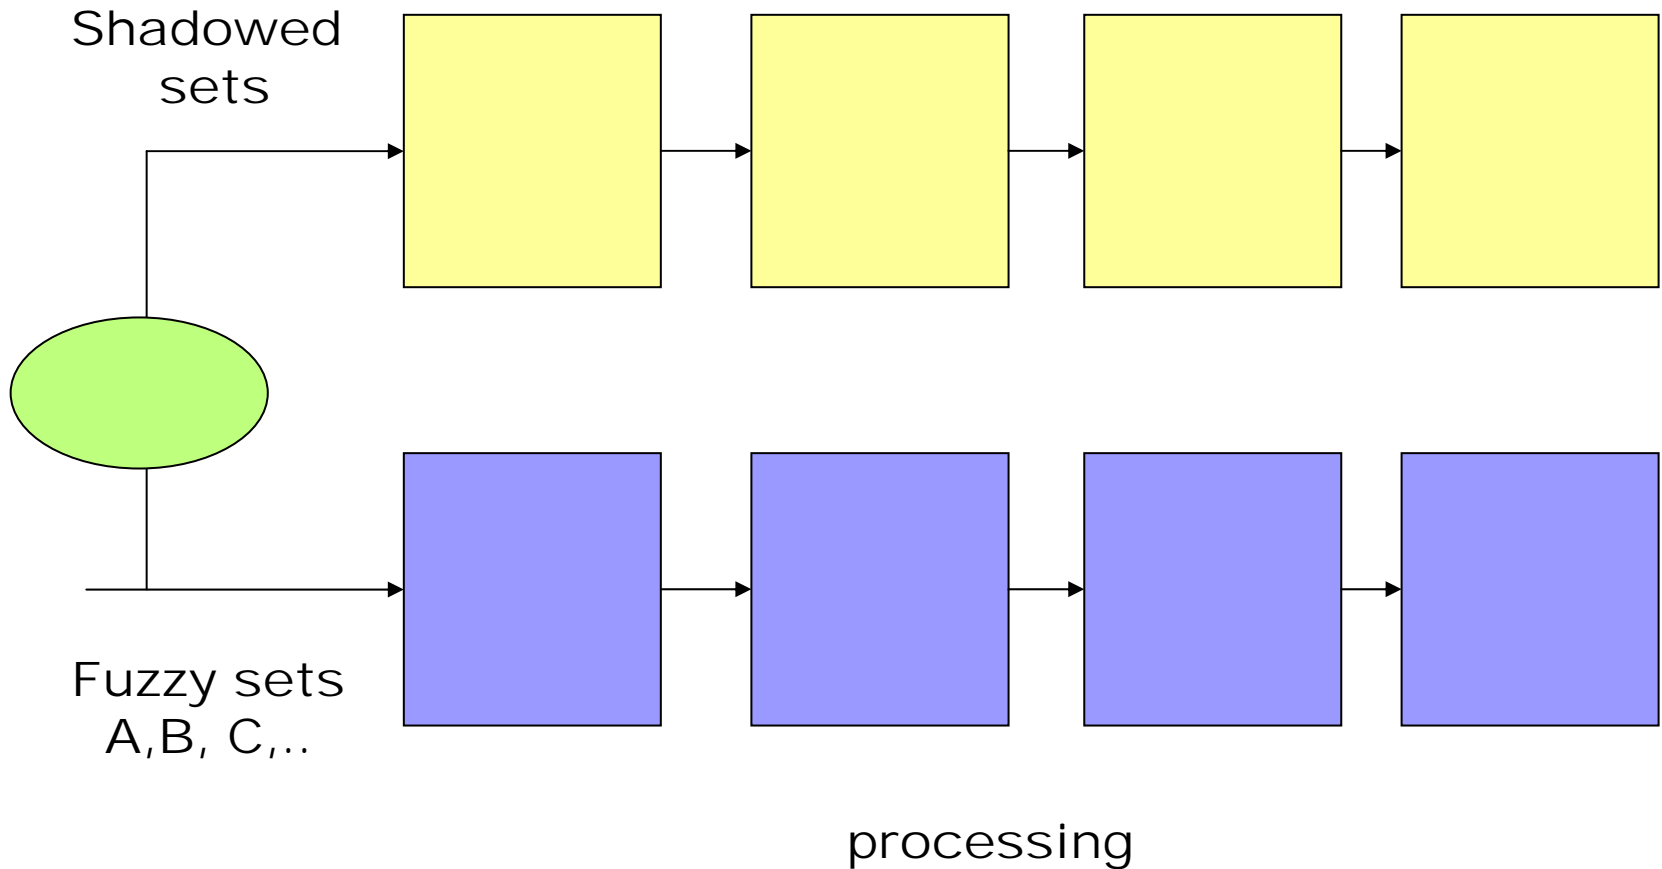 Shadowed
sets
Fuzzy sets
A,B, C,..
processing